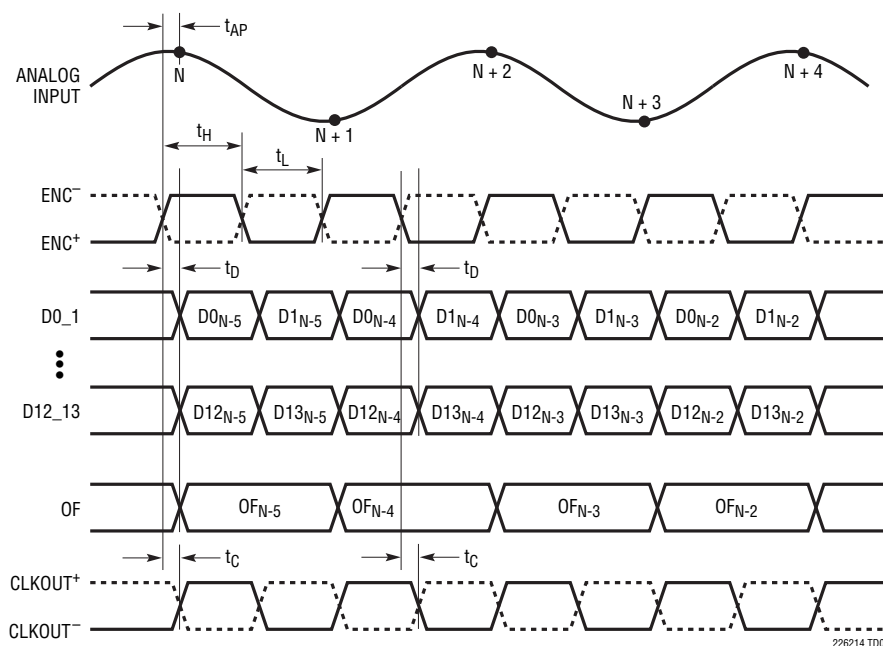 tAP
ANALOG
INPUT
N
N + 1
N + 2
N + 3
N + 4
tH
tL
ENC–
ENC+
tD
tD
D0_1
D0N-5
D1N-5
D0N-4
D1N-4
D0N-3
D1N-3
D0N-2
D1N-2
D12_13
D12N-5
D13N-5
D12N-4
D13N-4
D12N-3
D13N-3
D12N-2
D13N-2
OF
OFN-5
OFN-4
OFN-3
OFN-2
tC
tC
CLKOUT+
CLKOUT–